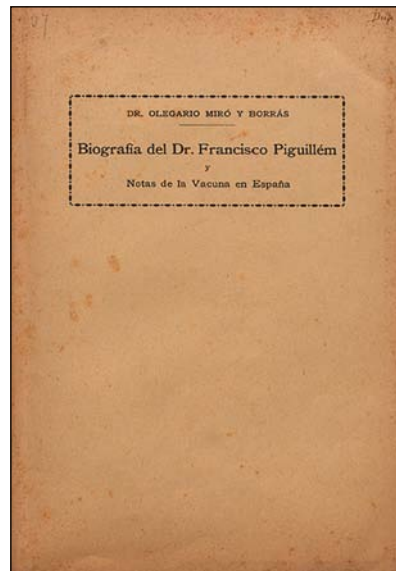 DR. OLEGARIO MIRÓ Y BORRÁS
Biografía del Dr. Francisco Piguillém
y
Notas de la Vacuna en España